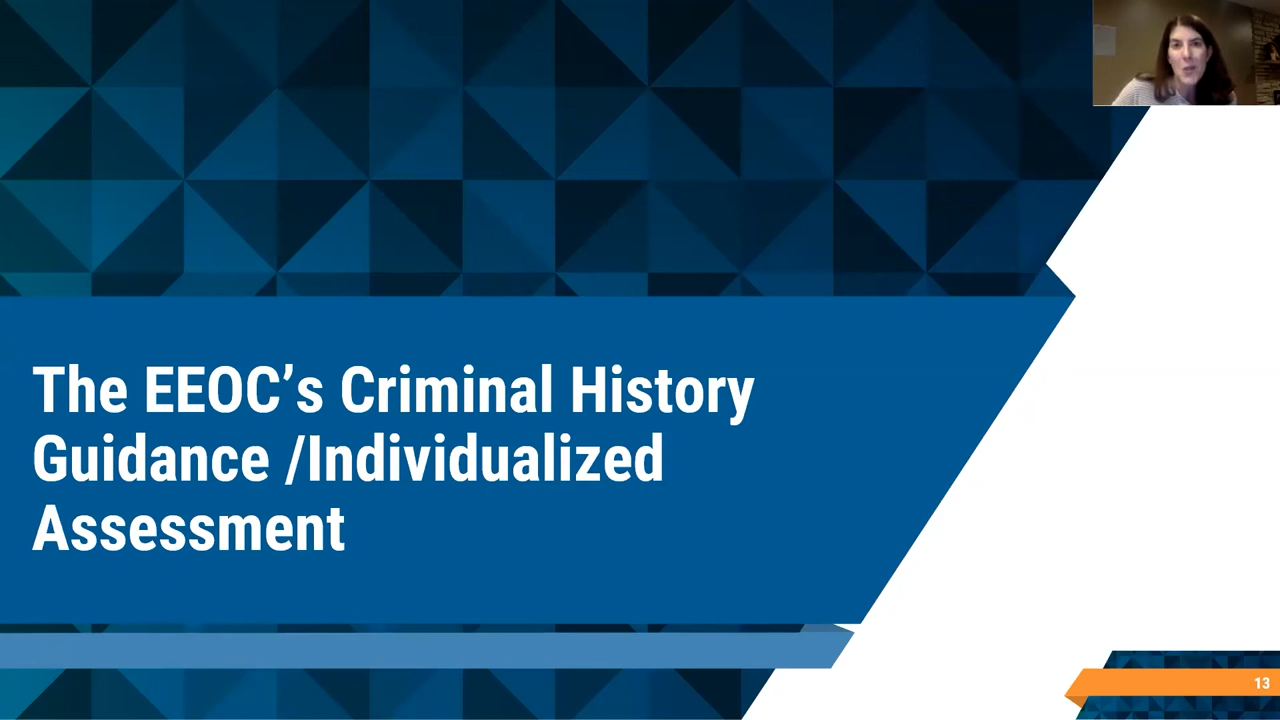 The EEOC’s Criminal History
Guidance /Individualized
Assessment
13